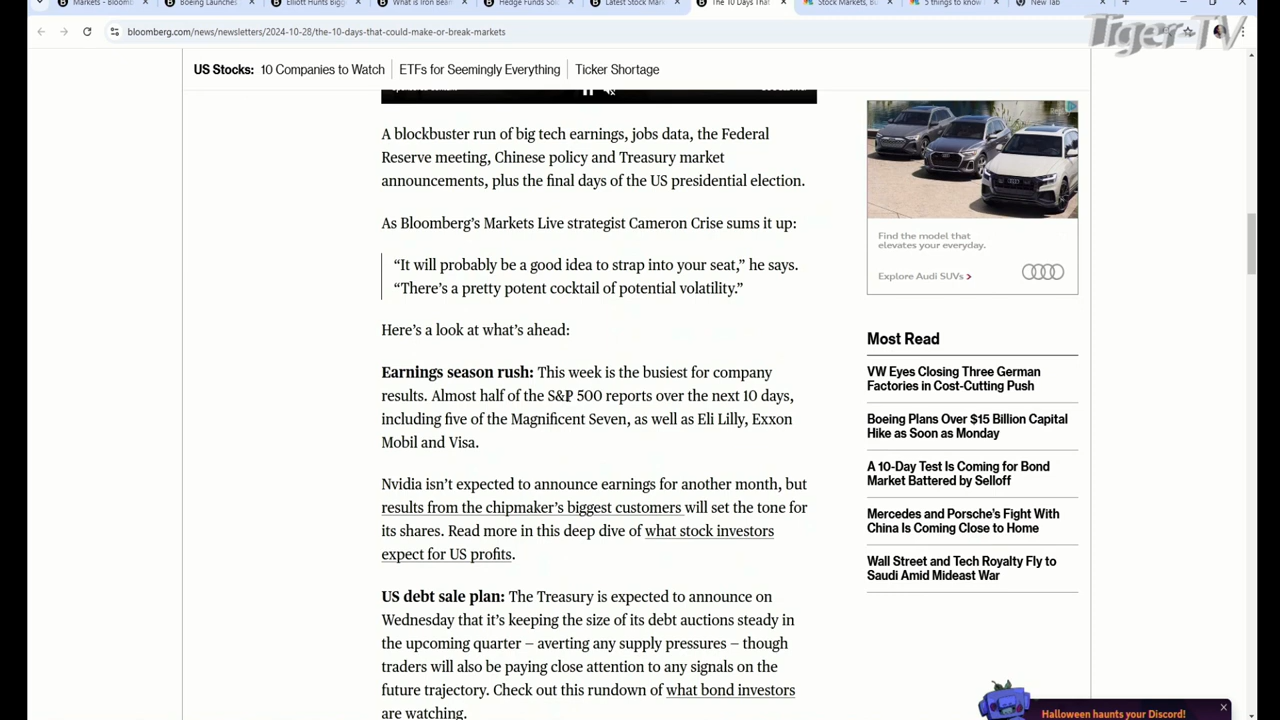 Markets - Bloomb
Boeing Launches
Elliott Hunts Bigg
What is Iron Bear
Hedge Funds So
Latest Stock Mar
The 10 Days That
Stock Markets, B
5 things to know
New Tab
bloomberg.com/news/newsletters/2024-10-28/the-10-days-that-could-make-or-break-markets
Tiger-TV
US Stocks: 10 Companies to Watch ETFs for Seemingly Everything Ticker Shortage
A blockbuster run of big tech earnings, jobs data, the Federal
Reserve meeting, Chinese policy and Treasury market
announcements, plus the final days of the US presidential election.
As Bloomberg’s Markets Live strategist Cameron Crise sums it up:
“It will probably be a good idea to strap into your seat,” he says.
“There’s a pretty potent cocktail of potential volatility.”
Here’s a look at what’s ahead:
Earnings season rush: This week is the busiest for company
results. Almost half of the S&P 500 reports over the next 10 days,
including five of the Magnificent Seven, as well as Eli Lilly, Exxon
Mobil and Visa.
Nvidia isn’t expected to announce earnings for another month, but
results from the chipmaker’s biggest customers will set the tone for
its shares. Read more in this deep dive of what stock investors
expect for US profits.
US debt sale plan: The Treasury is expected to announce on
Wednesday that it’s keeping the size of its debt auctions steady in
the upcoming quarter – averting any supply pressures – though
traders will also be paying close attention to any signals on the
future trajectory. Check out this rundown of what bond investors
are watching.
Find the model that
elevates your everyday.
Explore Audi SUVs >
Most Read
VW Eyes Closing Three German
Factories in Cost-Cutting Push
Boeing Plans Over $15 Billion Capital
Hike as Soon as Monday
A 10-Day Test Is Coming for Bond
Market Battered by Selloff
Mercedes and Porsche’s Fight With
China Is Coming Close to Home
Wall Street and Tech Royalty Fly to
Saudi Amid Mideast War
Halloween haunts your Discord!